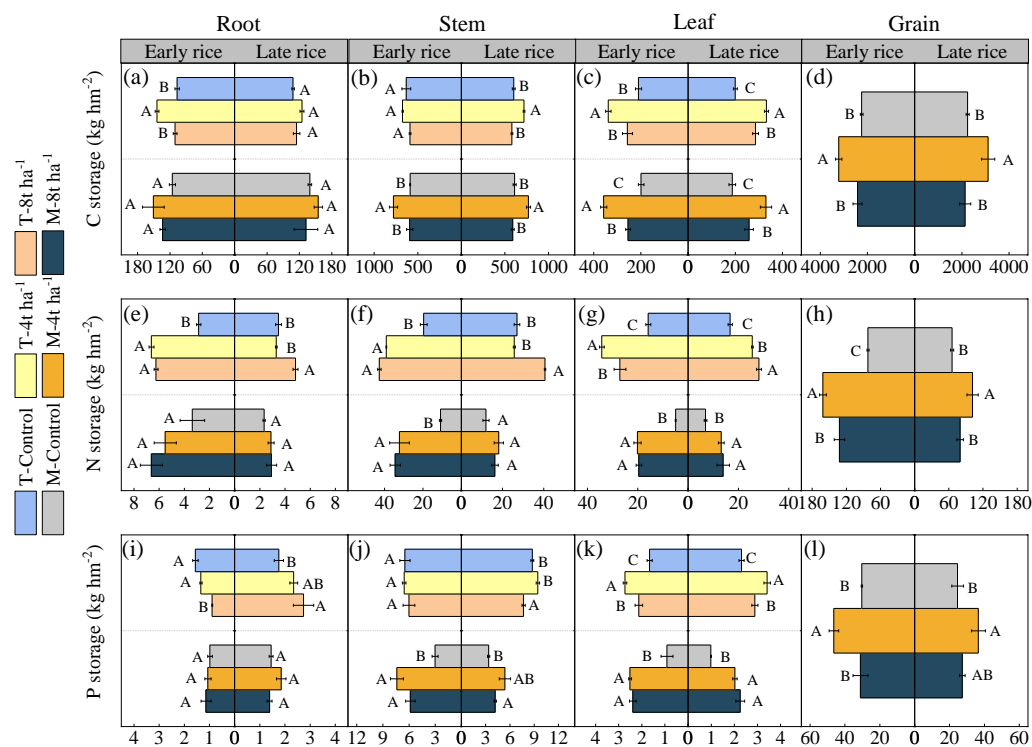 Root Stem Leaf Grain
Early rice Late rice Early rice Late rice Early rice Late rice Early rice Late rice
C storage (kg hm⁻²)
(a) B A
A A
B A
A A
A A
A A
180 120 60 0 60 120 180
(b) A B
A A
A B
B B
A A
B B
1000 500 0 500 1000
(c) B C
A A
B B
C C
A A
B B
400 200 0 200 400
(d) B B
A A
B B
4000 2000 0 2000 4000
N storage (kg hm⁻²)
(e) B B
A B
A A
A A
A A
A A
8 6 4 2 0 2 4 6 8
(f) B B
A B
A A
B A
A A
A A
40 20 0 20 40
(g) C C
A B
B A
B B
A A
A A
40 20 0 20 40
(h) C B
A A
B B
180 120 60 0 60 120 180
P storage (kg hm⁻²)
(i) A B
A AB
B A
A A
A A
A A
4 3 2 1 0 1 2 3 4
(j) A A
A A
A A
B B
A AB
A A
12 9 6 3 0 3 6 9 12
(k) C C
A A
B B
B B
A A
A A
4 3 2 1 0 1 2 3 4
(l) B B
A A
B AB
60 40 20 0 20 40 60
T-Control T-4t ha⁻¹ T-8t ha⁻¹
M-Control M-4t ha⁻¹ M-8t ha⁻¹